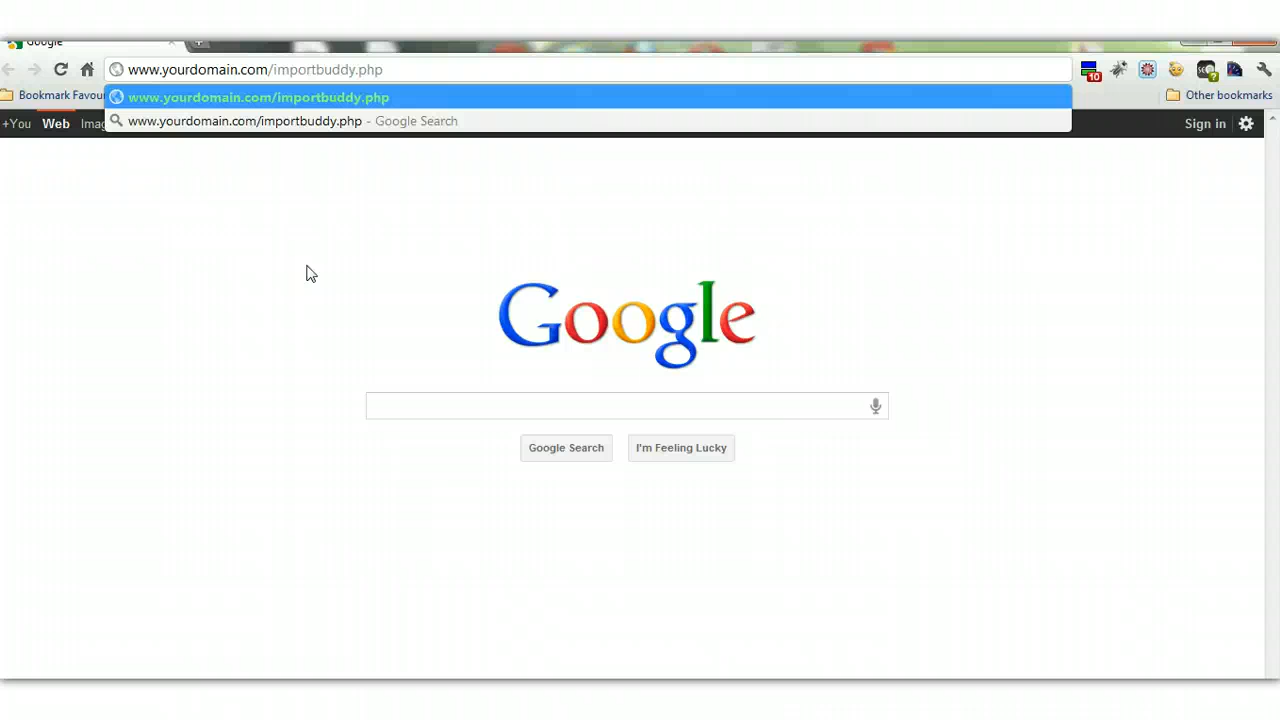 Google
www.yourdomain.com/importbuddy.php
10
?
Bookmark Favou
www.yourdomain.com/importbuddy.php
Other bookmarks
www.yourdomain.com/importbuddy.php - Google Search
+You Web Imag
Sign in
Google
Google Search I'm Feeling Lucky